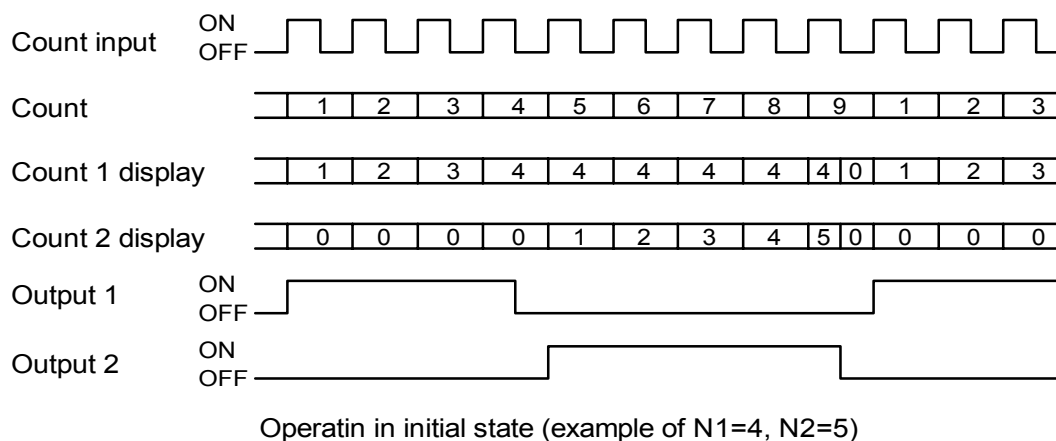 ON
Count input
OFF
Count 1 2 3 4 5 6 7 8 9 1 2 3
Count 1 display 1 2 3 4 4 4 4 4 4 0 1 2 3
Count 2 display 0 0 0 0 1 2 3 4 5 0 0 0 0
ON
Output 1
OFF
ON
Output 2
OFF
Operatin in initial state (example of N1=4, N2=5)